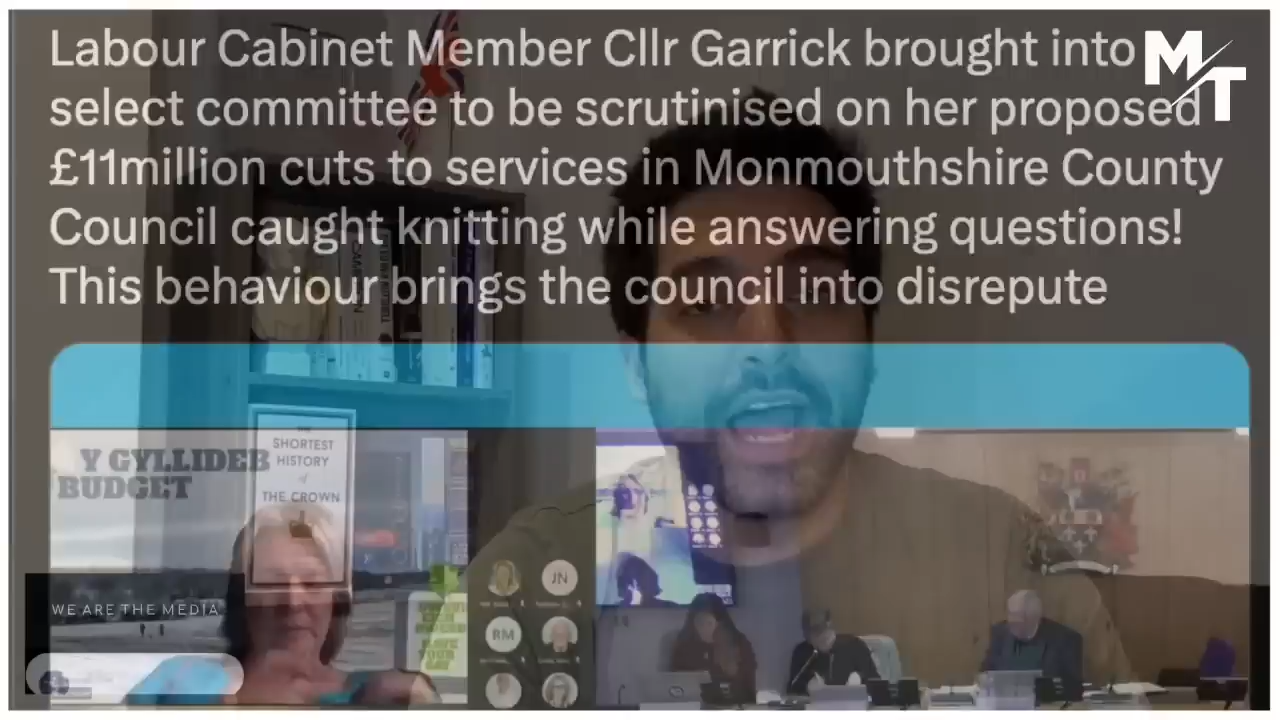 Labour Cabinet Member Cllr Garrick brought into
select committee to be scrutinised on her proposed
£11million cuts to services in Monmouthshire County
Council caught knitting while answering questions!
This behaviour brings the council into disrepute
M/T
Y GYLLIDEB
BUDGET
SHORTEST
HISTORY
of
THE CROWN
JN
RM
WE ARE THE MEDIA